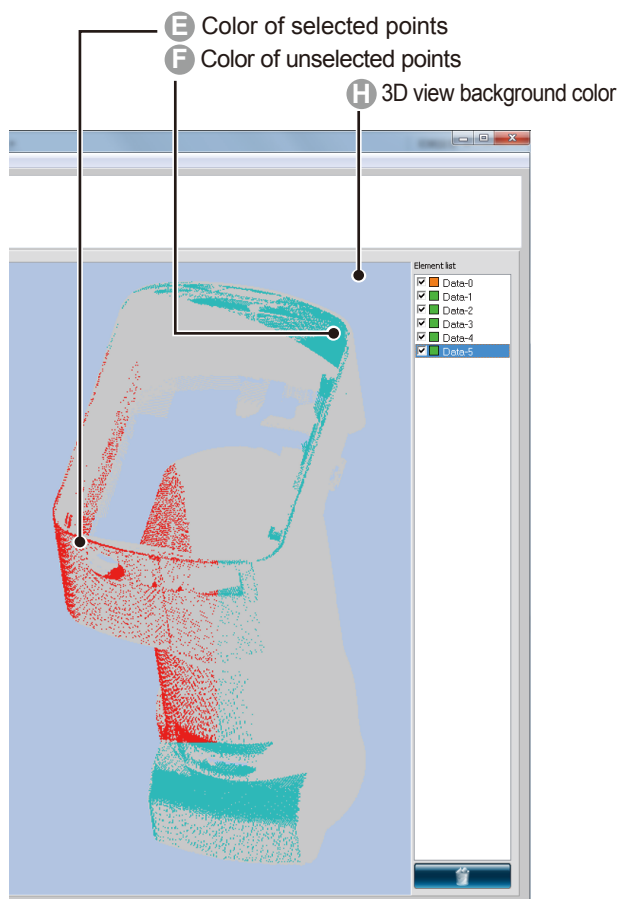 E Color of selected points
F Color of unselected points
H 3D view background color
Element list
Data-0
Data-1
Data-2
Data-3
Data-4
Data-5